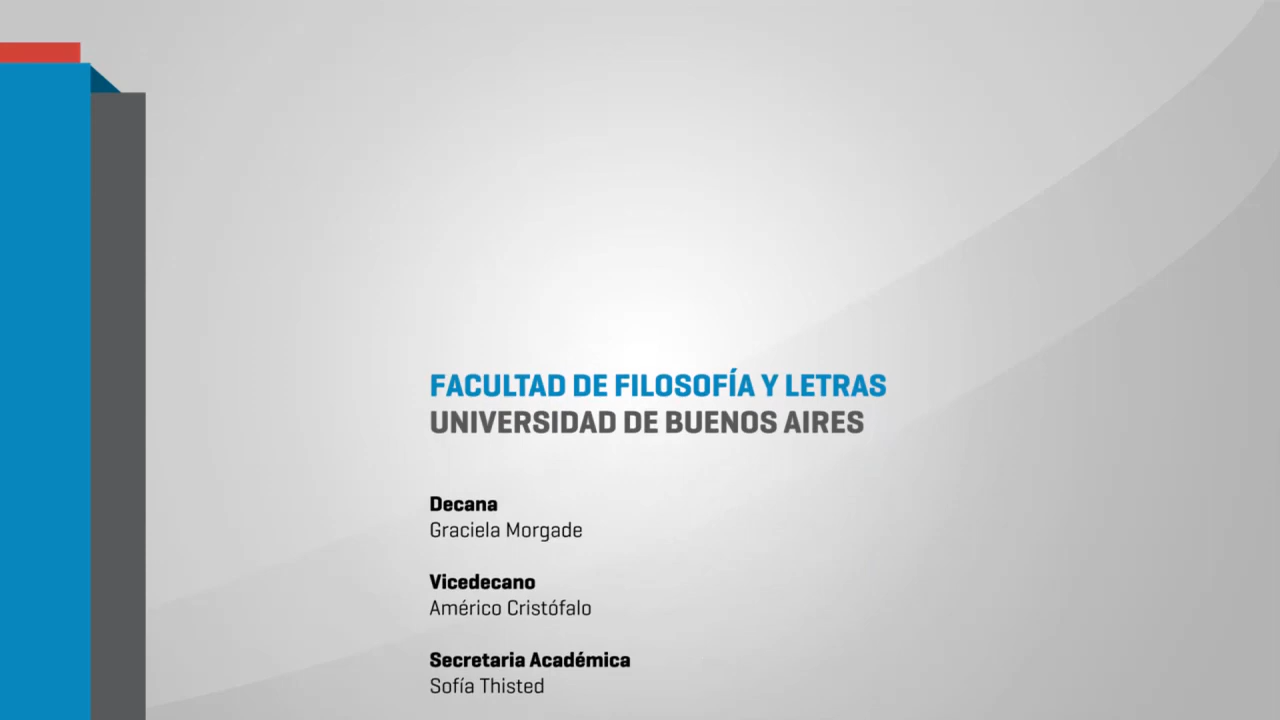 FACULTAD DE FILOSOFÍA Y LETRAS
UNIVERSIDAD DE BUENOS AIRES
Decana
Graciela Morgade
Vicedecano
Américo Cristófalo
Secretaria Académica
Sofía Thisted